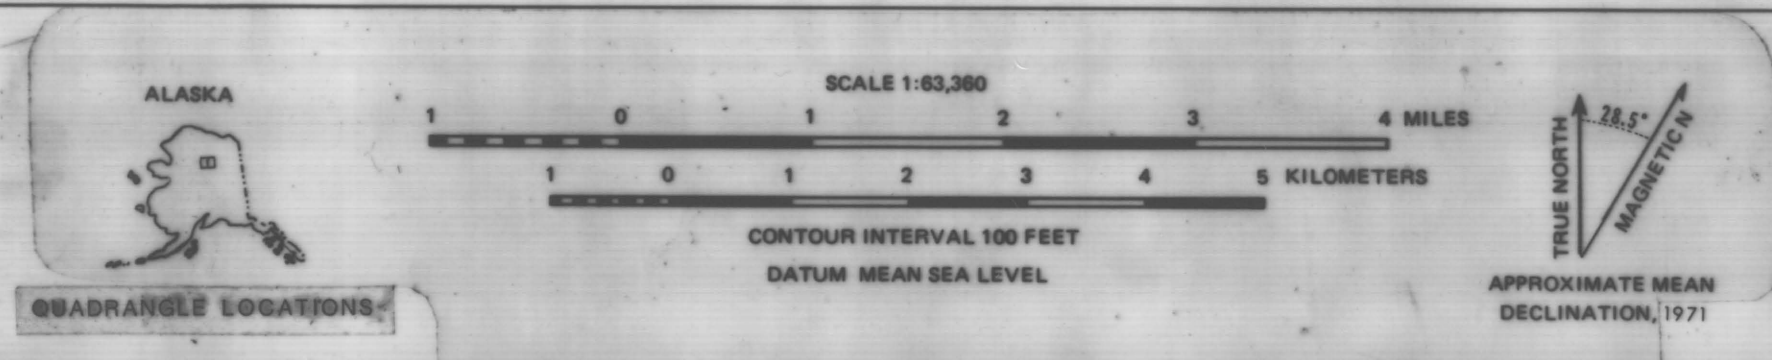 ALASKA
QUADRANGLE LOCATIONS
SCALE 1:63,360
1 0 1 2 3 4 MILES
1 0 1 2 3 4 5 KILOMETERS
CONTOUR INTERVAL 100 FEET
DATUM MEAN SEA LEVEL
TRUE NORTH
28.5°
MAGNETIC N
APPROXIMATE MEAN
DECLINATION, 1971